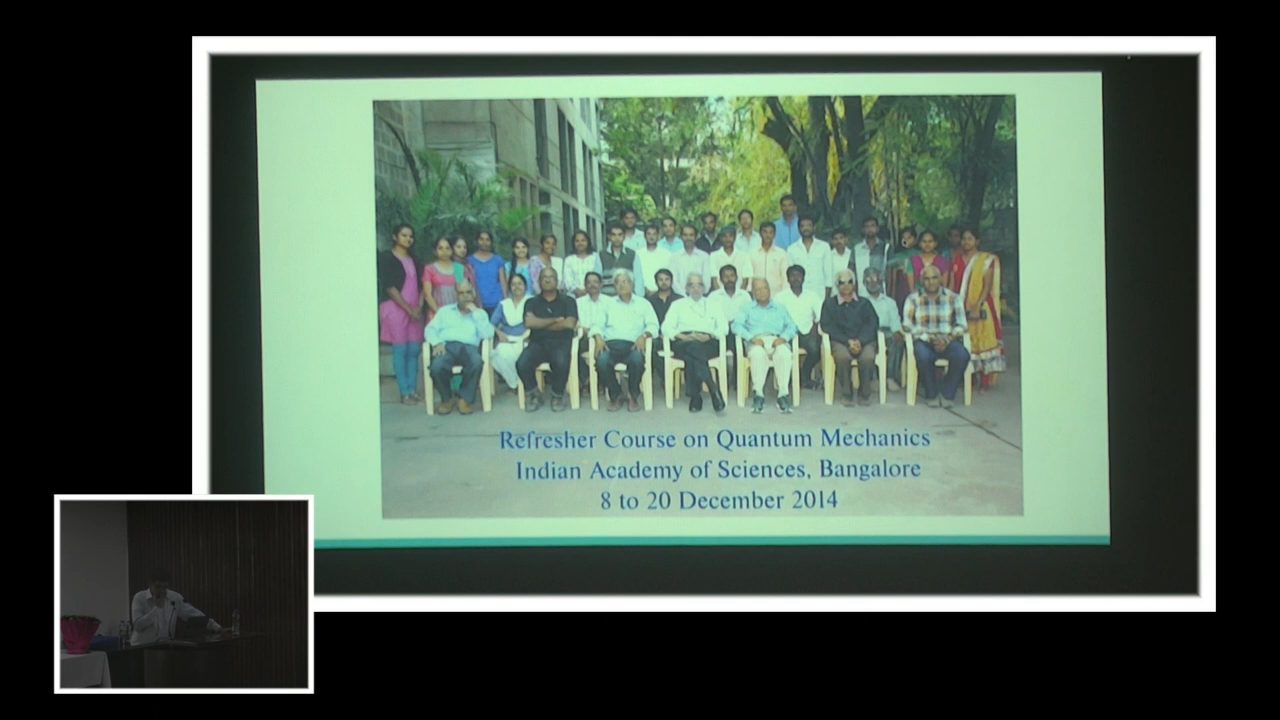 Refresher Course on Quantum Mechanics
Indian Academy of Sciences, Bangalore
8 to 20 December 2014